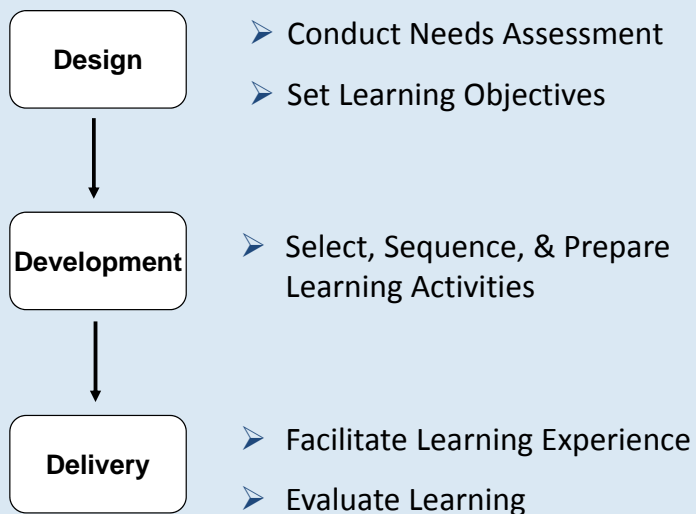 Design
➢ Conduct Needs Assessment
➢ Set Learning Objectives
Development
➢ Select, Sequence, & Prepare
Learning Activities
Delivery
➢ Facilitate Learning Experience
➢ Evaluate Learning